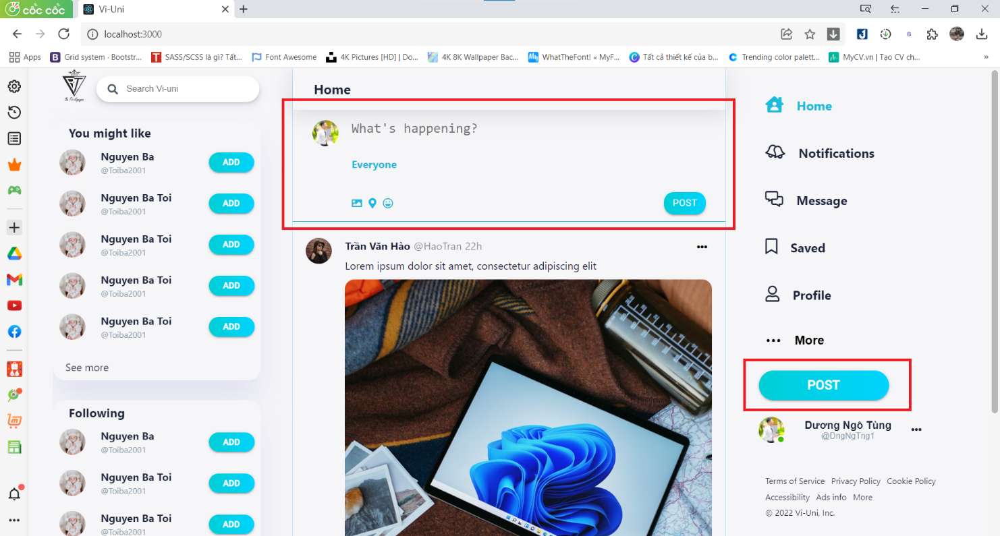 cốc cốc
Vi-Uni
localhost:3000
Apps
Grid system · Bootstr...
SASS/SCSS là gì? Tất...
Font Awesome
4K Pictures [HD] | Do...
4K 8K Wallpaper Bac...
WhatTheFont! « MyF...
Tất cả thiết kế của b...
Trending color palett...
MyCV.vn | Tạo CV ch...
»
Search Vi-uni
You might like
Nguyen Ba
@Toiba2001
ADD
Nguyen Ba Toi
@Toiba2001
ADD
Nguyen Ba Toi
@Toiba2001
ADD
Nguyen Ba Toi
@Toiba2001
ADD
Nguyen Ba Toi
@Toiba2001
ADD
See more
Following
Nguyen Ba
@Toiba2001
ADD
Nguyen Ba Toi
@Toiba2001
ADD
Nguyen Ba Toi
@Toiba2001
ADD
Home
What's happening?
Everyone
POST
Trần Văn Hào @HaoTran 22h
Lorem ipsum dolor sit amet, consectetur adipiscing elit
Home
Notifications
Message
Saved
Profile
More
POST
Dương Ngô Tùng
@DngNgTng1
Terms of Service Privacy Policy Cookie Policy
Accessibility Ads info More
© 2022 Vi-Uni, Inc.